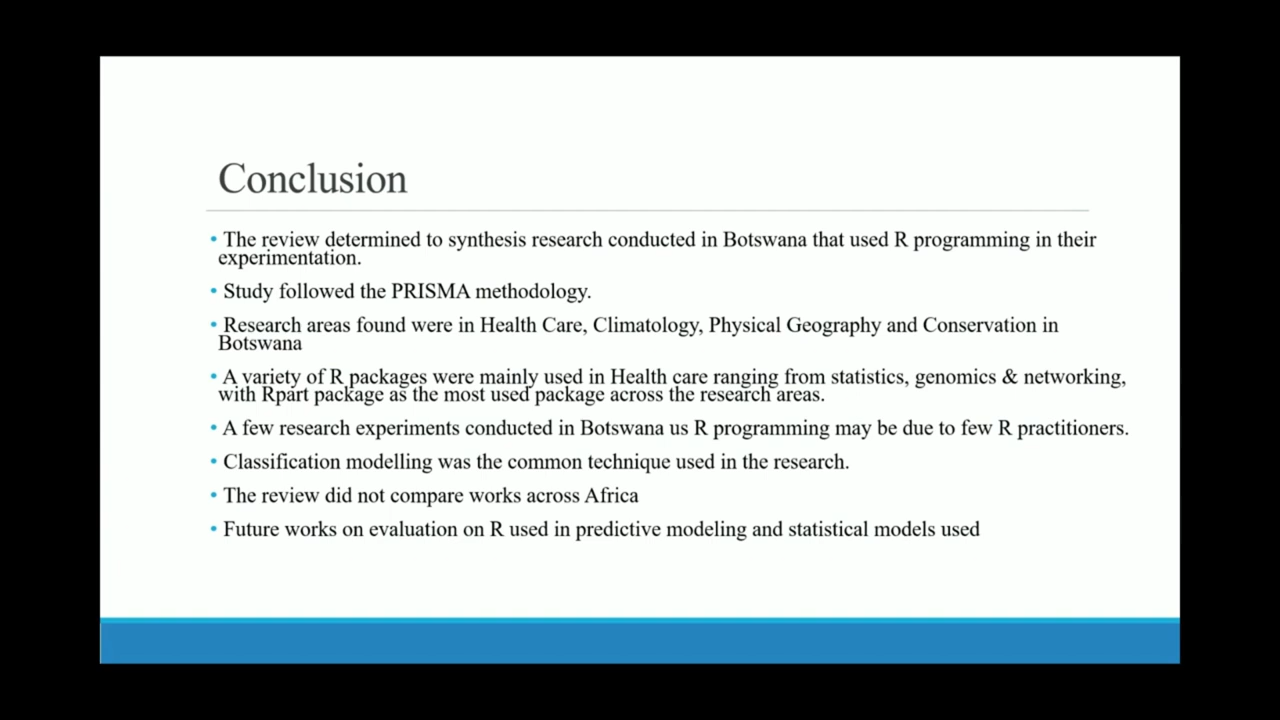 Conclusion
• The review determined to synthesis research conducted in Botswana that used R programming in their
experimentation.
• Study followed the PRISMA methodology.
• Research areas found were in Health Care, Climatology, Physical Geography and Conservation in
Botswana
• A variety of R packages were mainly used in Health care ranging from statistics, genomics & networking,
with Rpart package as the most used package across the research areas.
• A few research experiments conducted in Botswana us R programming may be due to few R practitioners.
• Classification modelling was the common technique used in the research.
• The review did not compare works across Africa
• Future works on evaluation on R used in predictive modeling and statistical models used